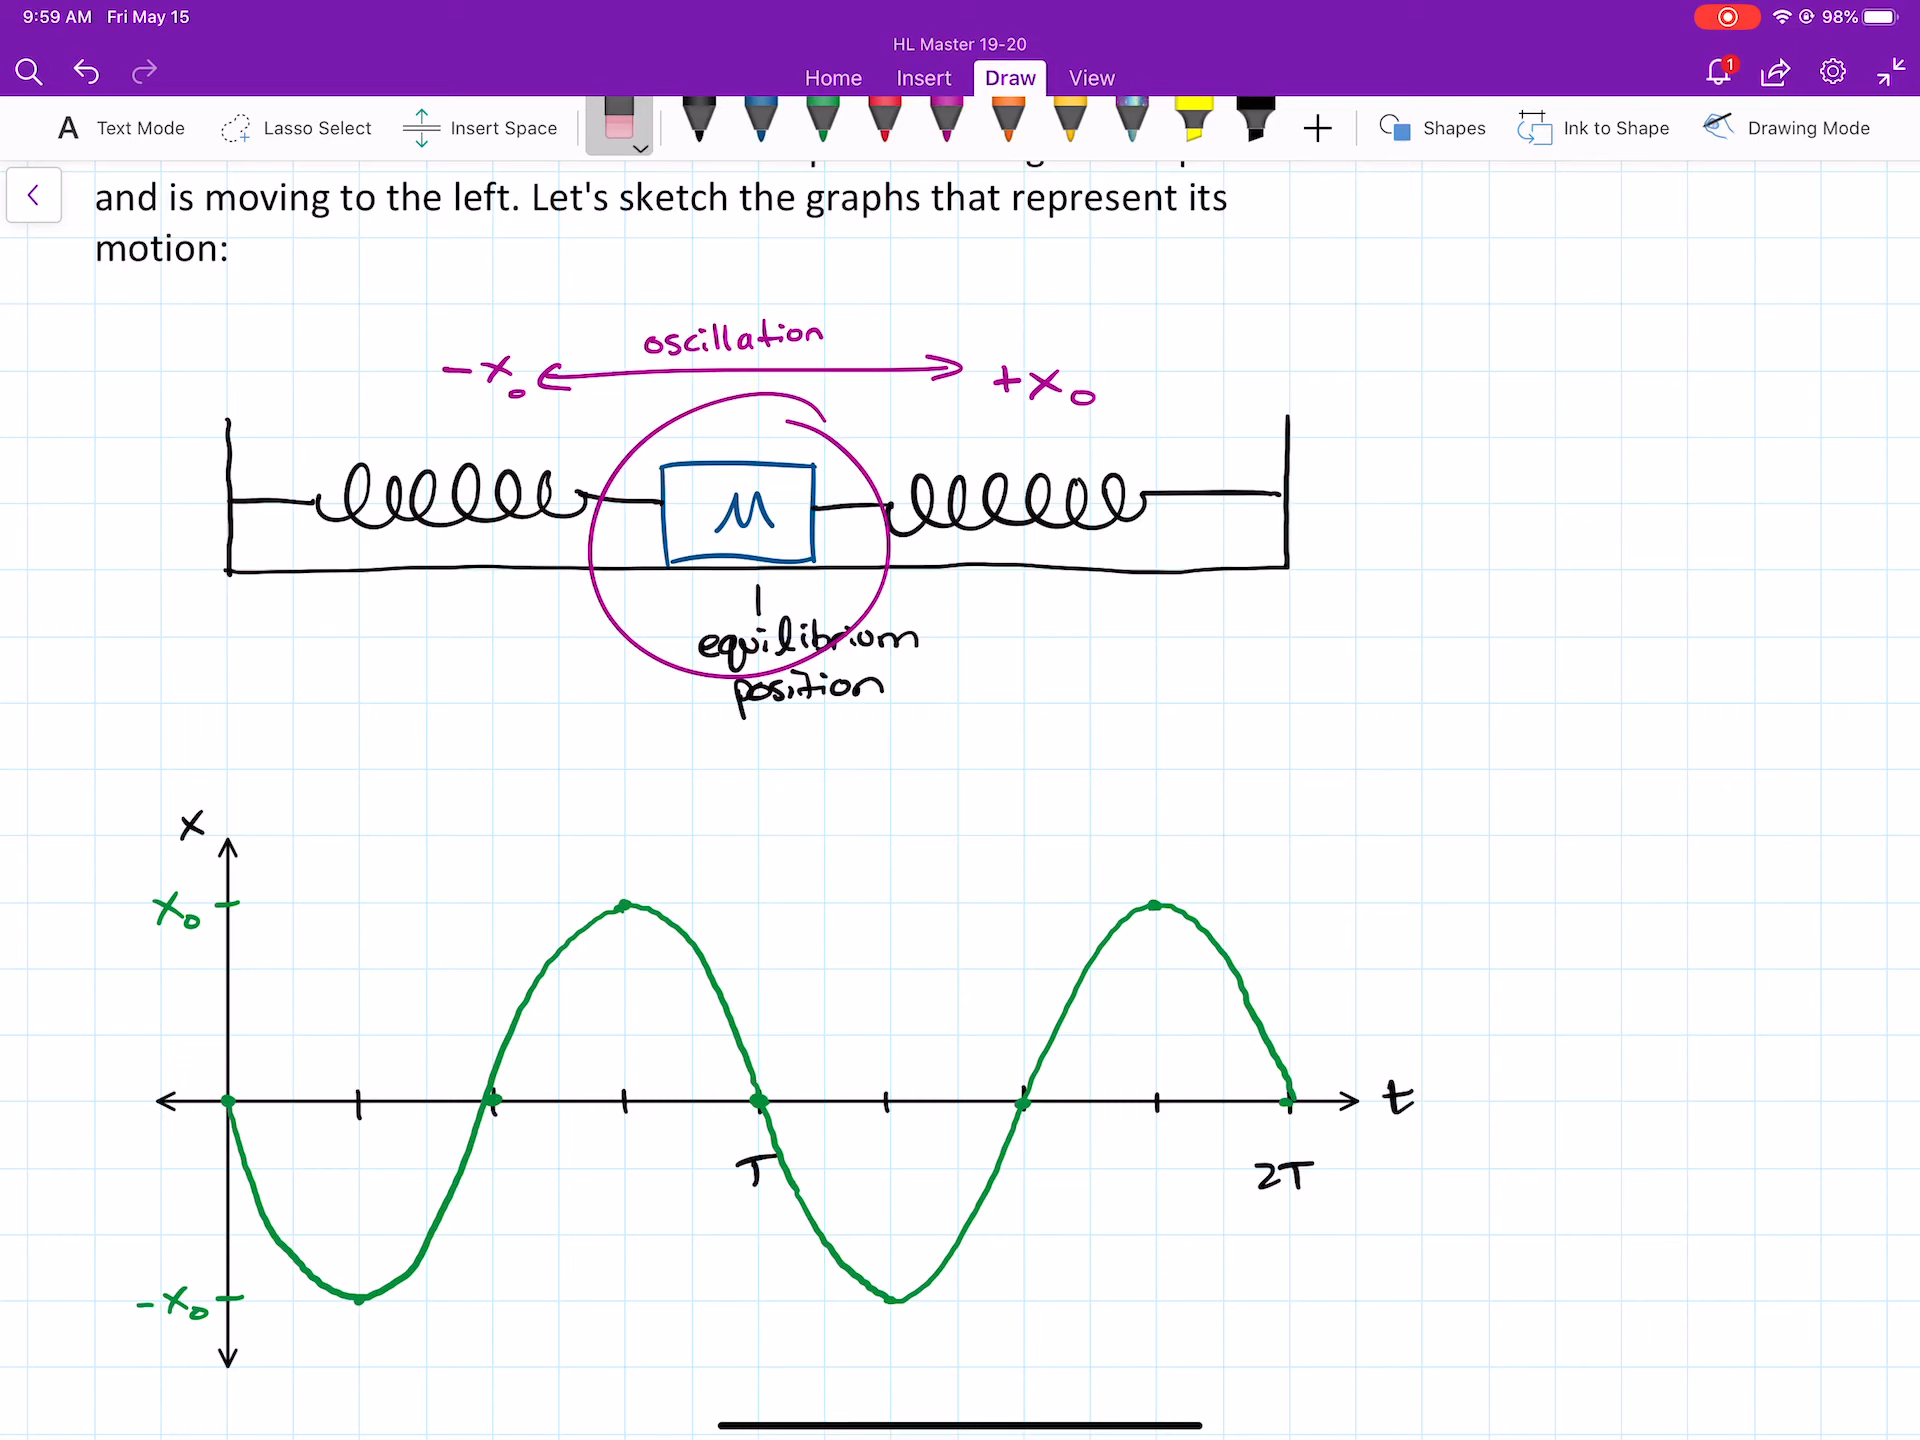 9:59 AM Fri May 15
98%
HL Master 19-20
Home Insert Draw View
1
A Text Mode Lasso Select Insert Space Shapes Ink to Shape Drawing Mode
and is moving to the left. Let's sketch the graphs that represent its
motion:
oscillation
-x₀ +x₀
M
equilibrium
position
x
x₀
t
T 2T
-x₀